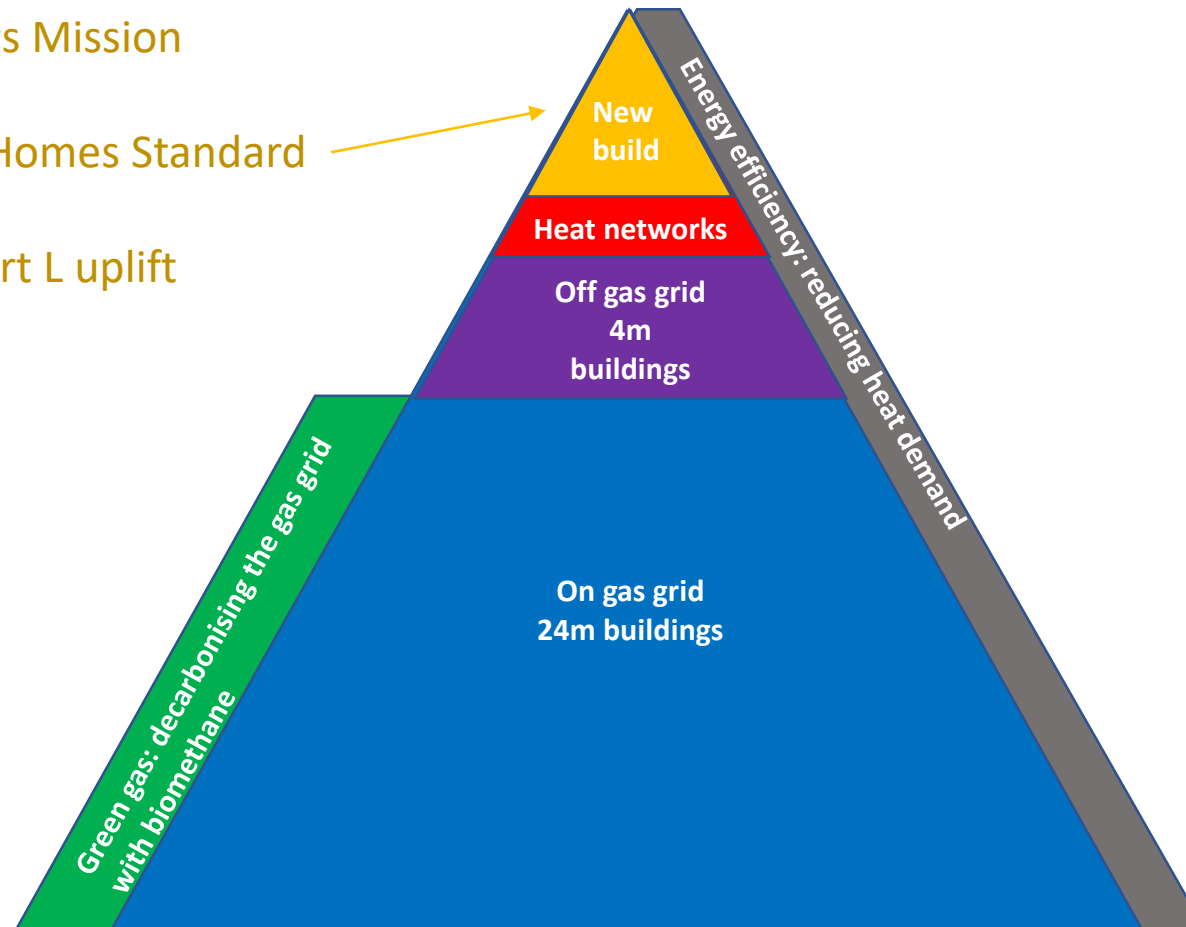 s Mission
Homes Standard
rt L uplift
New
build
Heat networks
Off gas grid
4m
buildings
On gas grid
24m buildings
Energy efficiency: reducing heat demand
Green gas: decarbonising the gas grid
with biomethane